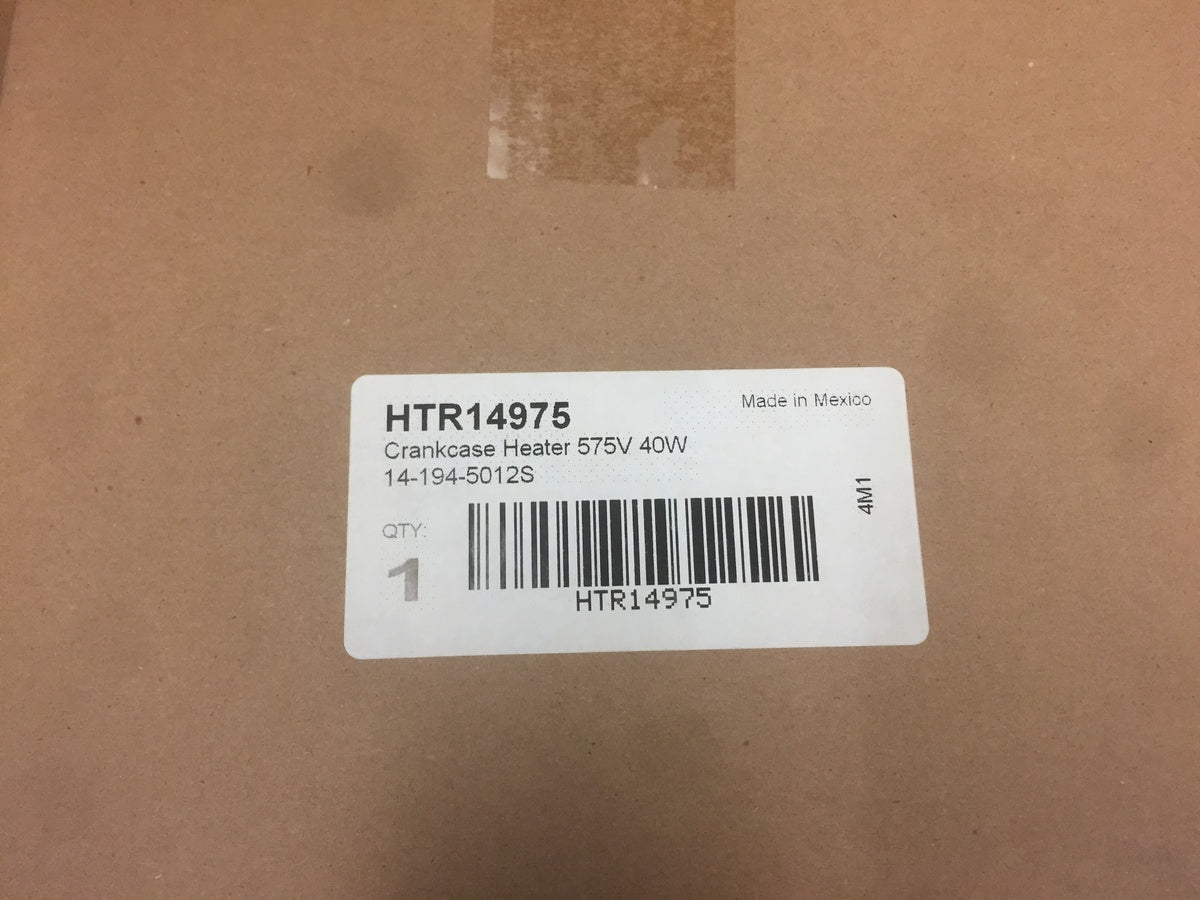 HTR14975
Made in Mexico
Crankcase Heater 575V 40W
14-194-5012S
4M1
QTY:
1
HTR14975